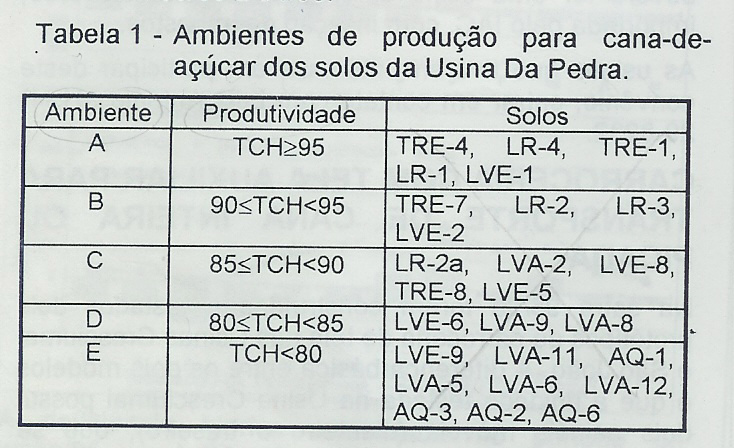 Tabela 1 - Ambientes de produção para cana-de-
açúcar dos solos da Usina Da Pedra.
Ambiente Produtividade Solos
A TCH≥95 TRE-4, LR-4, TRE-1,
LR-1, LVE-1
B 90≤TCH<95 TRE-7, LR-2, LR-3,
LVE-2
C 85≤TCH<90 LR-2a, LVA-2, LVE-8,
TRE-8, LVE-5
D 80≤TCH<85 LVE-6, LVA-9, LVA-8
E TCH<80 LVE-9, LVA-11, AQ-1,
LVA-5, LVA-6, LVA-12,
AQ-3, AQ-2, AQ-6